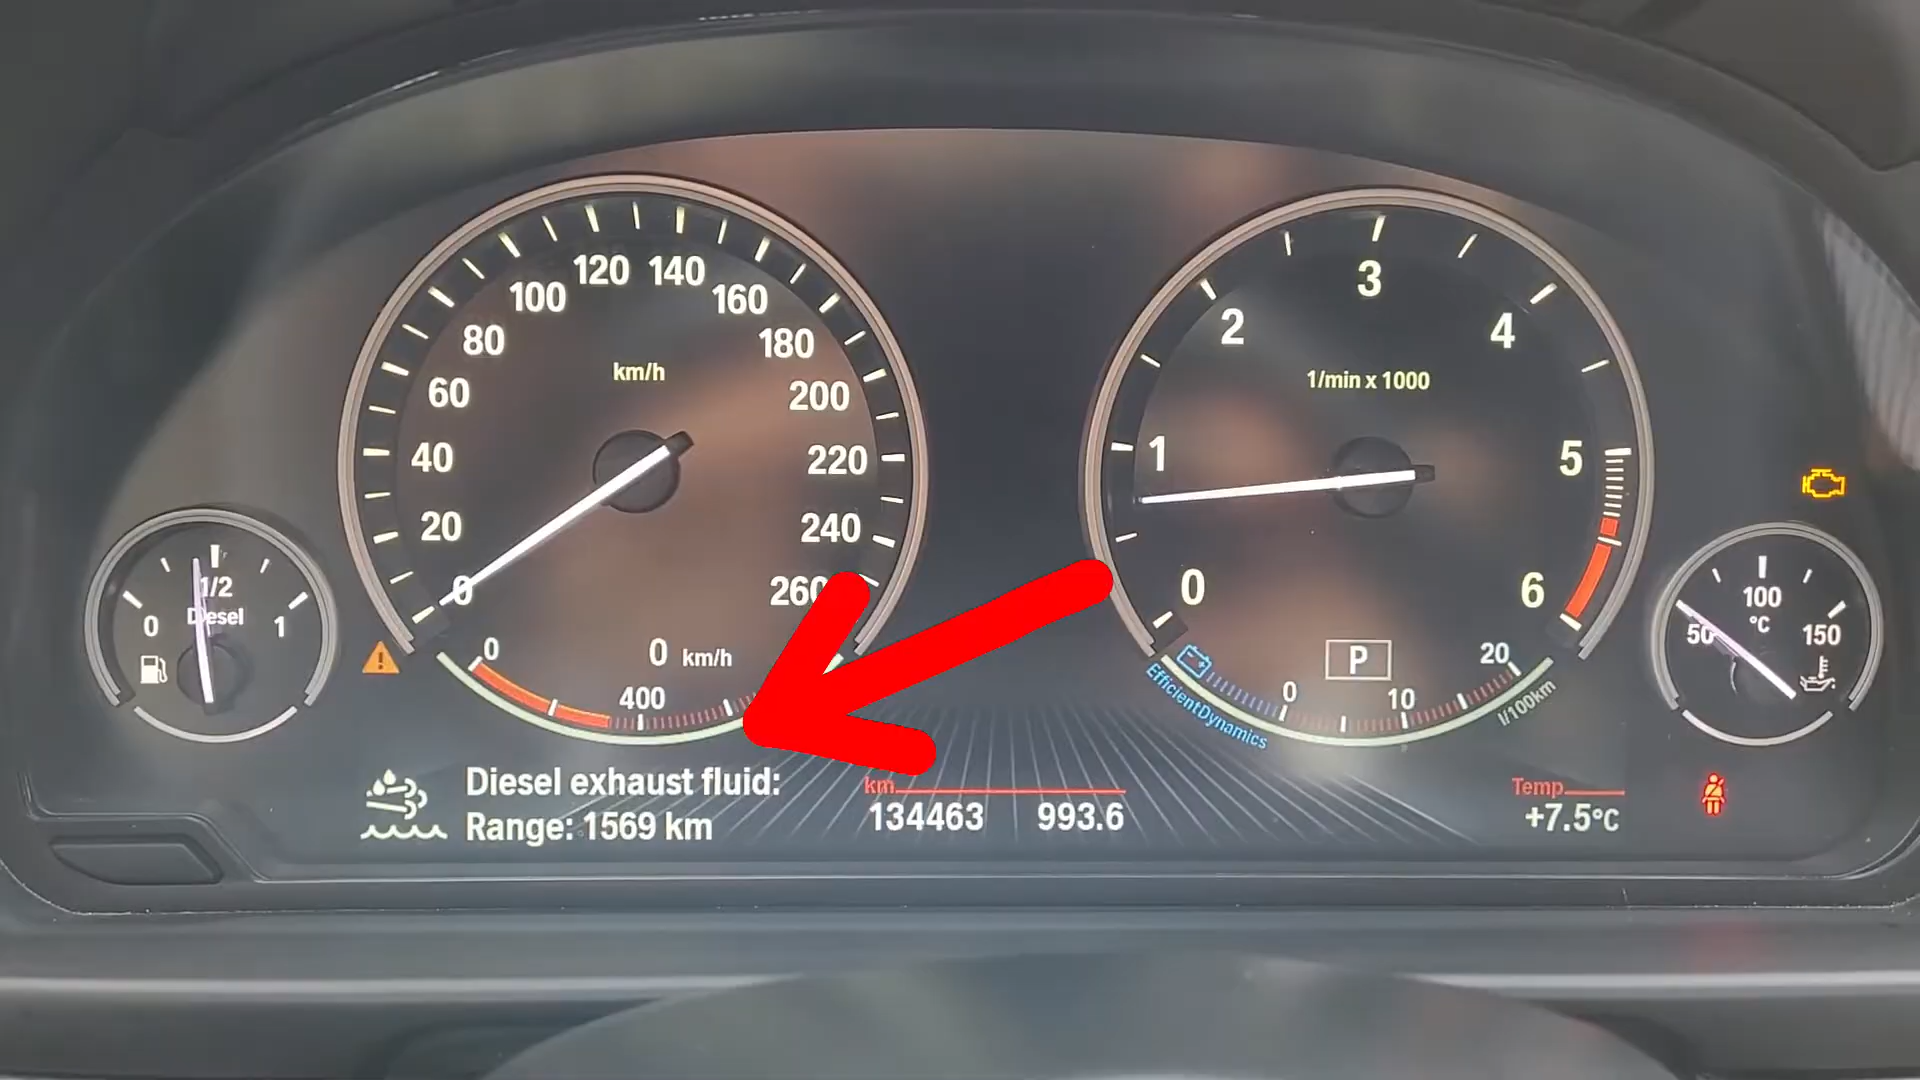 0
20
40
60
80
100
120
140
160
180
200
220
240
260
km/h
0
400
0 km/h
0
1/2
1
Diesel
0
1
2
3
4
5
6
1/min x 1000
P
EfficientDynamics
0
10
20
l/100km
50
100
150
°C
Diesel exhaust fluid:
Range: 1569 km
km
134463 993.6
Temp
+7.5°C